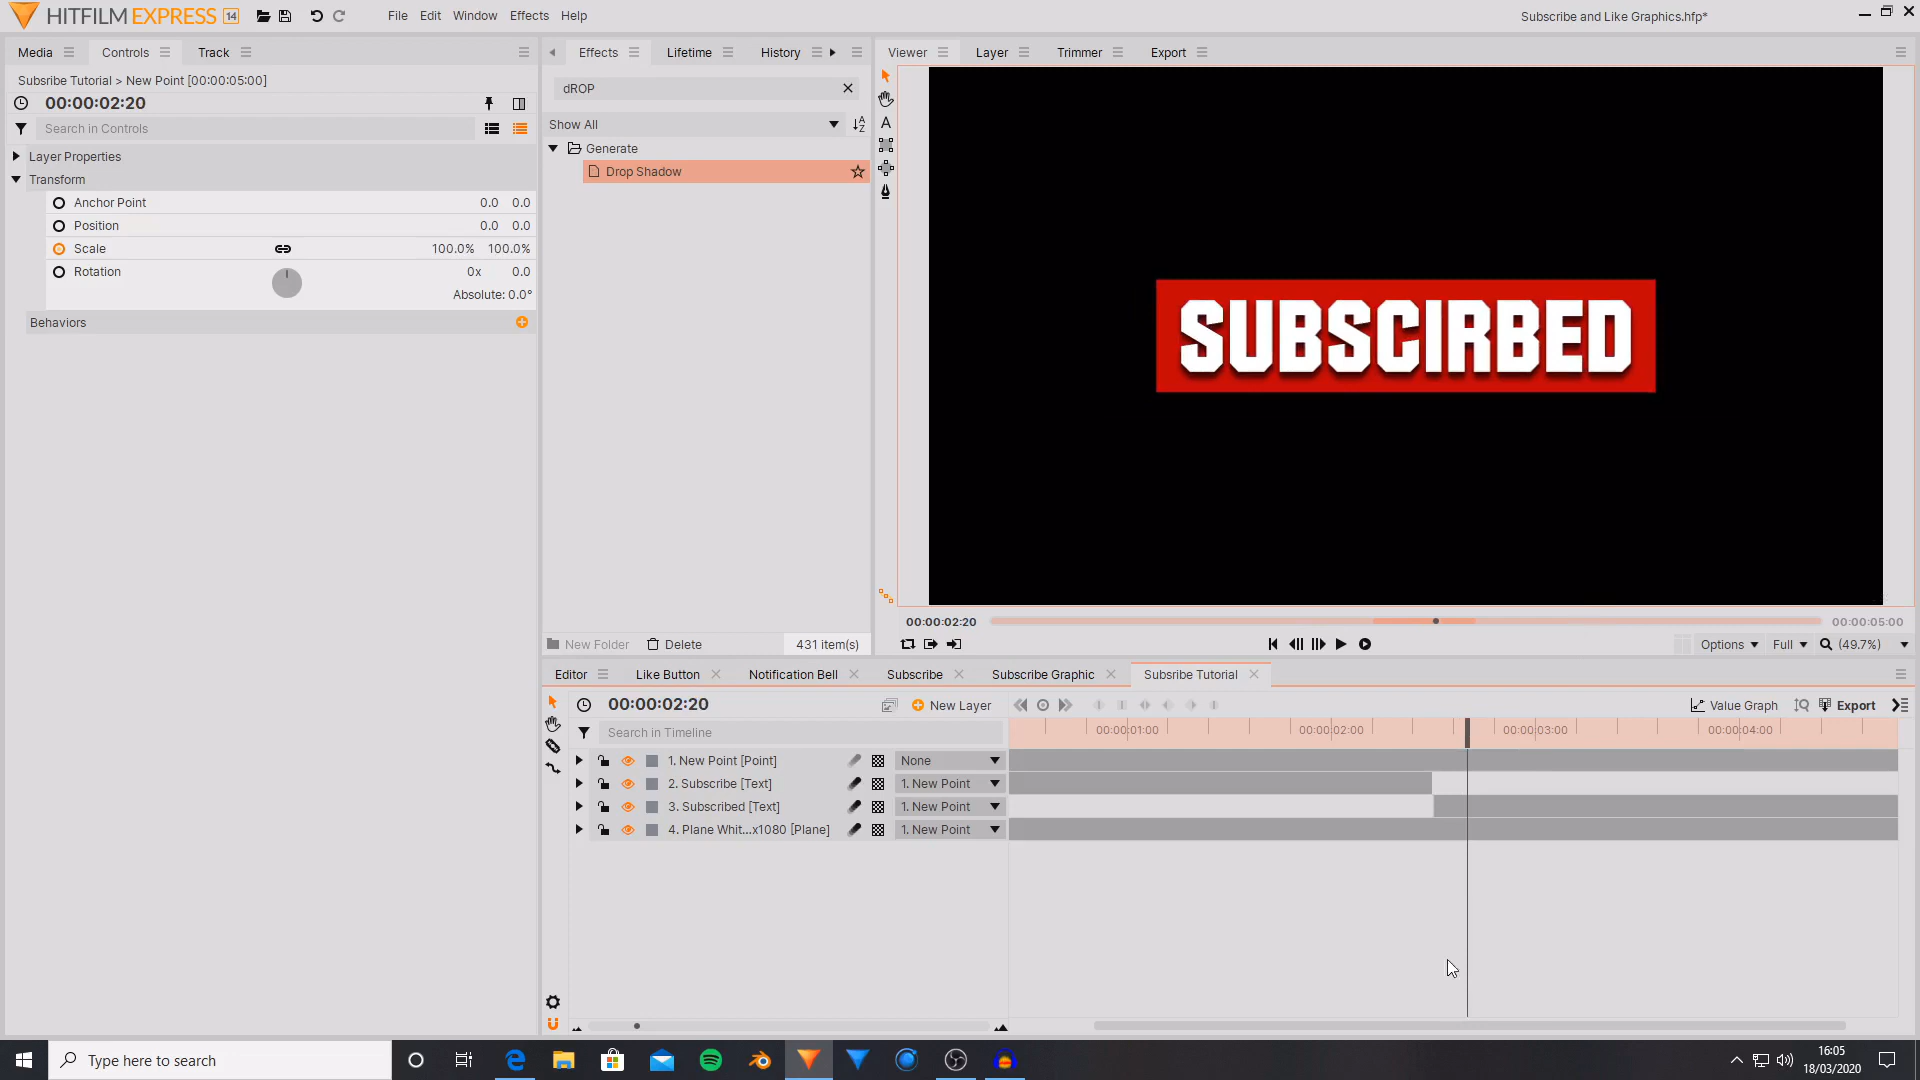 HITFILM EXPRESS 14
File Edit Window Effects Help
Subscribe and Like Graphics.hfp*
Media Controls Track
Subsribe Tutorial > New Point [00:00:05:00]
00:00:02:20
Search in Controls
Layer Properties
Transform
Anchor Point 0.0 0.0
Position 0.0 0.0
Scale 100.0% 100.0%
Rotation 0x 0.0
Absolute: 0.0°
Behaviors
Effects Lifetime History
dROP
Show All
Generate
Drop Shadow
New Folder Delete 431 item(s)
Viewer Layer Trimmer Export
A
SUBSCIRBED
00:00:02:20 00:00:05:00
Options Full (49.7%)
Editor Like Button Notification Bell Subscribe Subscribe Graphic Subsribe Tutorial
00:00:02:20 New Layer Value Graph Export
Search in Timeline
00:00:01:00 00:00:02:00 00:00:03:00 00:00:04:00
1. New Point [Point] None
2. Subscribe [Text] 1. New Point
3. Subscribed [Text] 1. New Point
4. Plane Whit...x1080 [Plane] 1. New Point
Type here to search
16:05
18/03/2020